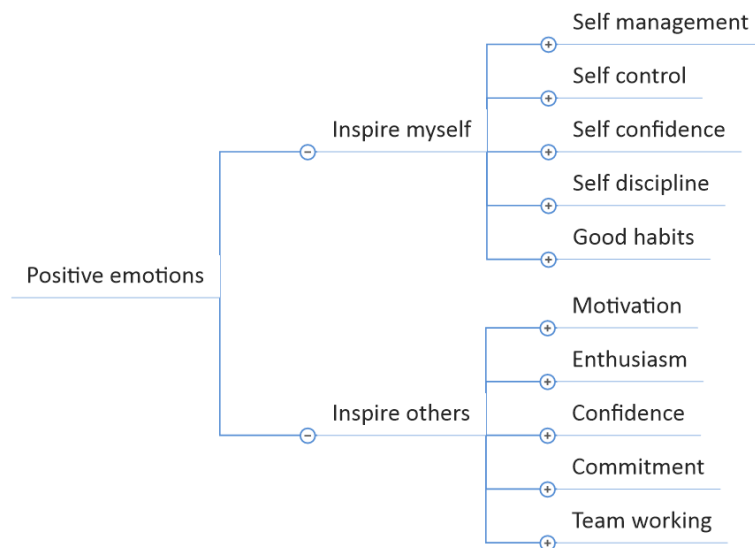 Self management
Self control
Inspire myself
Self confidence
Self discipline
Good habits
Positive emotions
Motivation
Enthusiasm
Inspire others
Confidence
Commitment
Team working